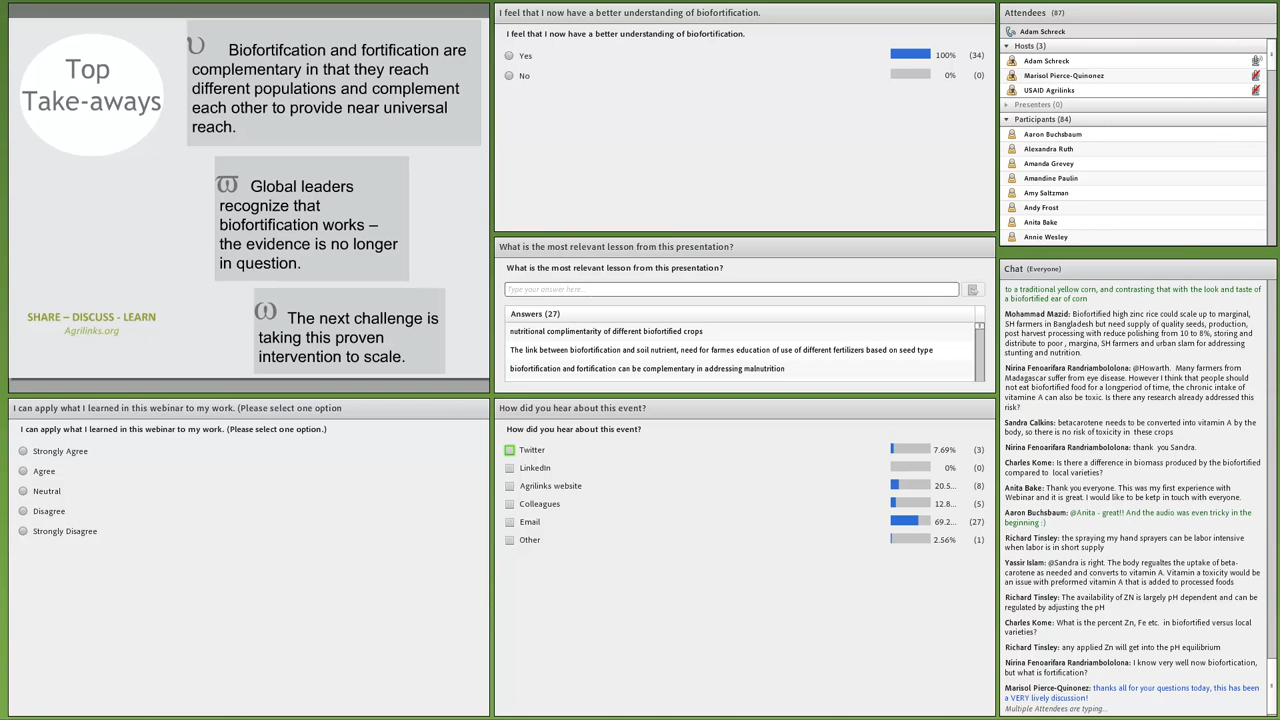 Top
Take-aways
Biofortifcation and fortification are
complementary in that they reach
different populations and complement
each other to provide near universal
reach.
Global leaders
recognize that
biofortification works –
the evidence is no longer
in question.
The next challenge is
taking this proven
intervention to scale.
SHARE – DISCUSS - LEARN
Agrilinks.org
I feel that I now have a better understanding of biofortification.
I feel that I now have a better understanding of biofortification.
Yes 100% (34)
No 0% (0)
What is the most relevant lesson from this presentation?
What is the most relevant lesson from this presentation?
Type your answer here...
Answers (27)
nutritional complimentarity of different biofortified crops
The link between biofortification and soil nutrient, need for farmes education of use of different fertilizers based on seed type
biofortification and fortification can be complementary in addressing malnutrition
I can apply what I learned in this webinar to my work. (Please select one option
I can apply what I learned in this webinar to my work. (Please select one option.)
Strongly Agree
Agree
Neutral
Disagree
Strongly Disagree
How did you hear about this event?
How did you hear about this event?
Twitter 7.69% (3)
LinkedIn 0% (0)
Agrilinks website 20.5... (8)
Colleagues 12.8... (5)
Email 69.2... (27)
Other 2.56% (1)
Attendees (87)
Adam Schreck
Hosts (3)
Adam Schreck
Marisol Pierce-Quinonez
USAID Agrilinks
Presenters (0)
Participants (84)
Aaron Buchsbaum
Alexandra Ruth
Amanda Grevey
Amandine Paulin
Amy Saltzman
Andy Frost
Anita Bake
Annie Wesley
Chat (Everyone)
to a traditional yellow corn, and contrasting that with the look and taste of
a biofortified ear of corn
Mohammad Mazid: Biofortified high zinc rice could scale up to marginal,
SH farmers in Bangladesh but need supply of quality seeds, production,
post harvest processing with reduce polishing from 10 to 8%, storing and
distribute to poor , margina, SH farmers and urban slam for addressing
stunting and nutrition.
Nirina Fenoarifara Randriambololona: @Howarth. Many farmers from
Madagascar suffer from eye disease. However I think that people should
not eat biofortified food for a longperiod of time, the chronic intake of
vitamine A can also be toxic. Is there any research already addressed this
risk?
Sandra Calkins: betacarotene needs to be converted into vitamin A by the
body, so there is no risk of toxicity in these crops
Nirina Fenoarifara Randriambololona: thank you Sandra.
Charles Kome: Is there a difference in biomass produced by the biofortified
compared to local varieties?
Anita Bake: Thank you everyone. This was my first experience with
Webinar and it is great. I would like to be ketp in touch with everyone.
Aaron Buchsbaum: @Anita - great!! And the audio was even tricky in the
beginning :)
Richard Tinsley: the spraying my hand sprayers can be labor intensive
when labor is in short supply
Yassir Islam: @Sandra is right. The body regualtes the uptake of beta-
carotene as needed and converts to vitamin A. Vitamin a toxicity would be
an issue with preformed vitamin A that is added to processed foods
Richard Tinsley: The availability of ZN is largely pH dependent and can be
regulated by adjusting the pH
Charles Kome: What is the percent Zn, Fe etc. in biofortified versus local
varieties?
Richard Tinsley: any applied Zn will get into the pH equilibrium
Nirina Fenoarifara Randriambololona: I know very well now biofortication,
but what is fortification?
Marisol Pierce-Quinonez: thanks all for your questions today, this has been
a VERY lively discussion!
Multiple Attendees are typing...